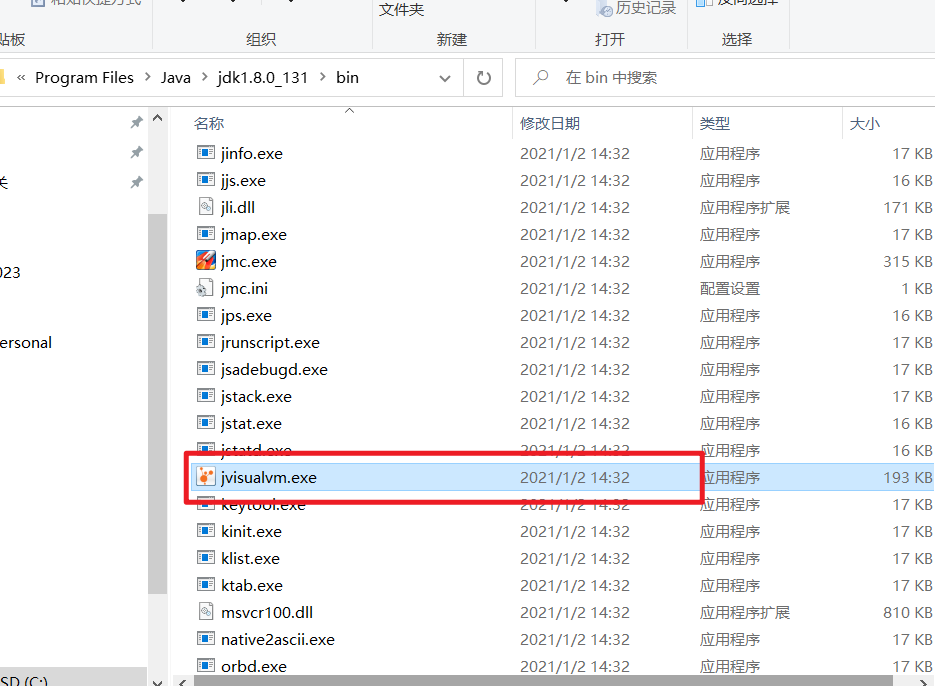 文件夹
历史记录
贴板
组织
新建
打开
选择
« Program Files > Java > jdk1.8.0_131 > bin
在 bin 中搜索
名称 修改日期 类型 大小
jinfo.exe 2021/1/2 14:32 应用程序 17 KB
jjs.exe 2021/1/2 14:32 应用程序 16 KB
jli.dll 2021/1/2 14:32 应用程序扩展 171 KB
jmap.exe 2021/1/2 14:32 应用程序 17 KB
jmc.exe 2021/1/2 14:32 应用程序 315 KB
jmc.ini 2021/1/2 14:32 配置设置 1 KB
jps.exe 2021/1/2 14:32 应用程序 16 KB
jrunscript.exe 2021/1/2 14:32 应用程序 17 KB
jsadebugd.exe 2021/1/2 14:32 应用程序 17 KB
jstack.exe 2021/1/2 14:32 应用程序 17 KB
jstat.exe 2021/1/2 14:32 应用程序 16 KB
jstatd.exe 2021/1/2 14:32 应用程序 16 KB
jvisualvm.exe 2021/1/2 14:32 应用程序 193 KB
keytool.exe 2021/1/2 14:32 应用程序 17 KB
kinit.exe 2021/1/2 14:32 应用程序 17 KB
klist.exe 2021/1/2 14:32 应用程序 17 KB
ktab.exe 2021/1/2 14:32 应用程序 17 KB
msvcr100.dll 2021/1/2 14:32 应用程序扩展 810 KB
native2ascii.exe 2021/1/2 14:32 应用程序 17 KB
orbd.exe 2021/1/2 14:32 应用程序 17 KB
023
ersonal
SD (C:)